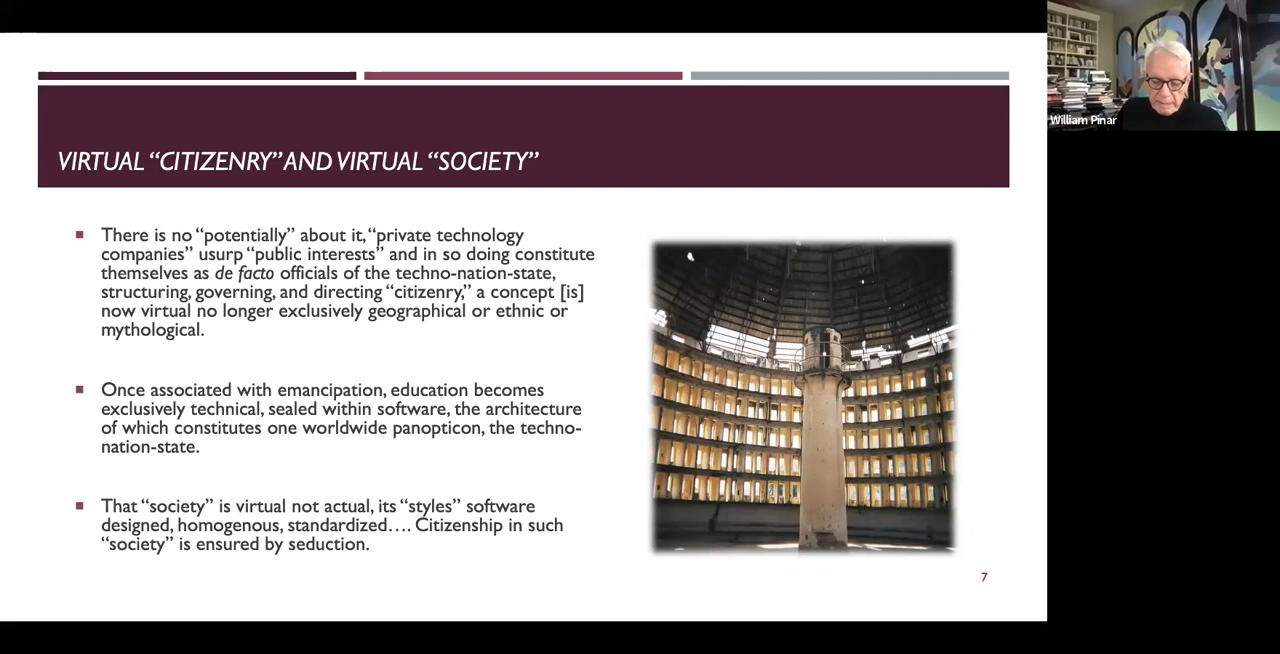 VIRTUAL “CITIZENRY”AND VIRTUAL “SOCIETY”
There is no “potentially” about it,“private technology
companies” usurp “public interests” and in so doing constitute
themselves as de facto officials of the techno-nation-state,
structuring, governing, and directing “citizenry,” a concept [is]
now virtual no longer exclusively geographical or ethnic or
mythological.
Once associated with emancipation, education becomes
exclusively technical, sealed within software, the architecture
of which constitutes one worldwide panopticon, the techno-
nation-state.
That “society” is virtual not actual, its “styles” software
designed, homogenous, standardized…. Citizenship in such
“society” is ensured by seduction.
7
William Pinar